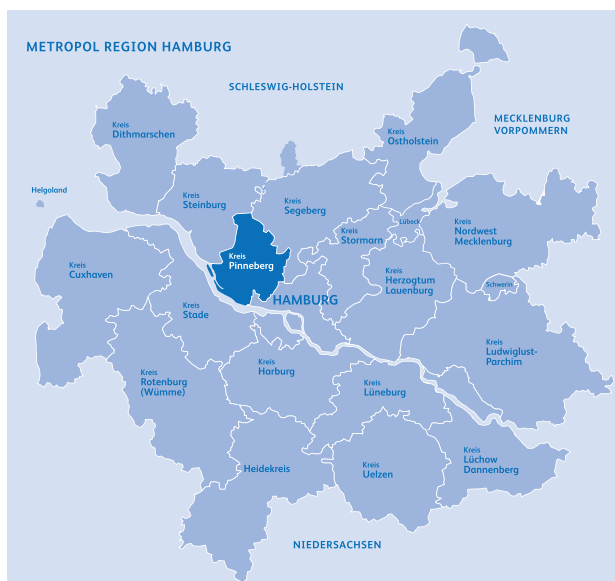 METROPOL REGION HAMBURG
SCHLESWIG-HOLSTEIN
MECKLENBURG
VORPOMMERN
Kreis
Dithmarschen
Kreis
Ostholstein
Helgoland
Kreis
Steinburg
Kreis
Segeberg
Kreis
Stormarn
Lübeck
Kreis
Nordwest
Mecklenburg
Kreis
Pinneberg
Kreis
Cuxhaven
Kreis
Herzogtum
Lauenburg
Schwerin
HAMBURG
Kreis
Stade
Kreis
Ludwiglust-
Parchim
Kreis
Harburg
Kreis
Rotenburg
(Wümme)
Kreis
Lüneburg
Kreis
Lüchow
Dannenberg
Heidekreis
Kreis
Uelzen
NIEDERSACHSEN